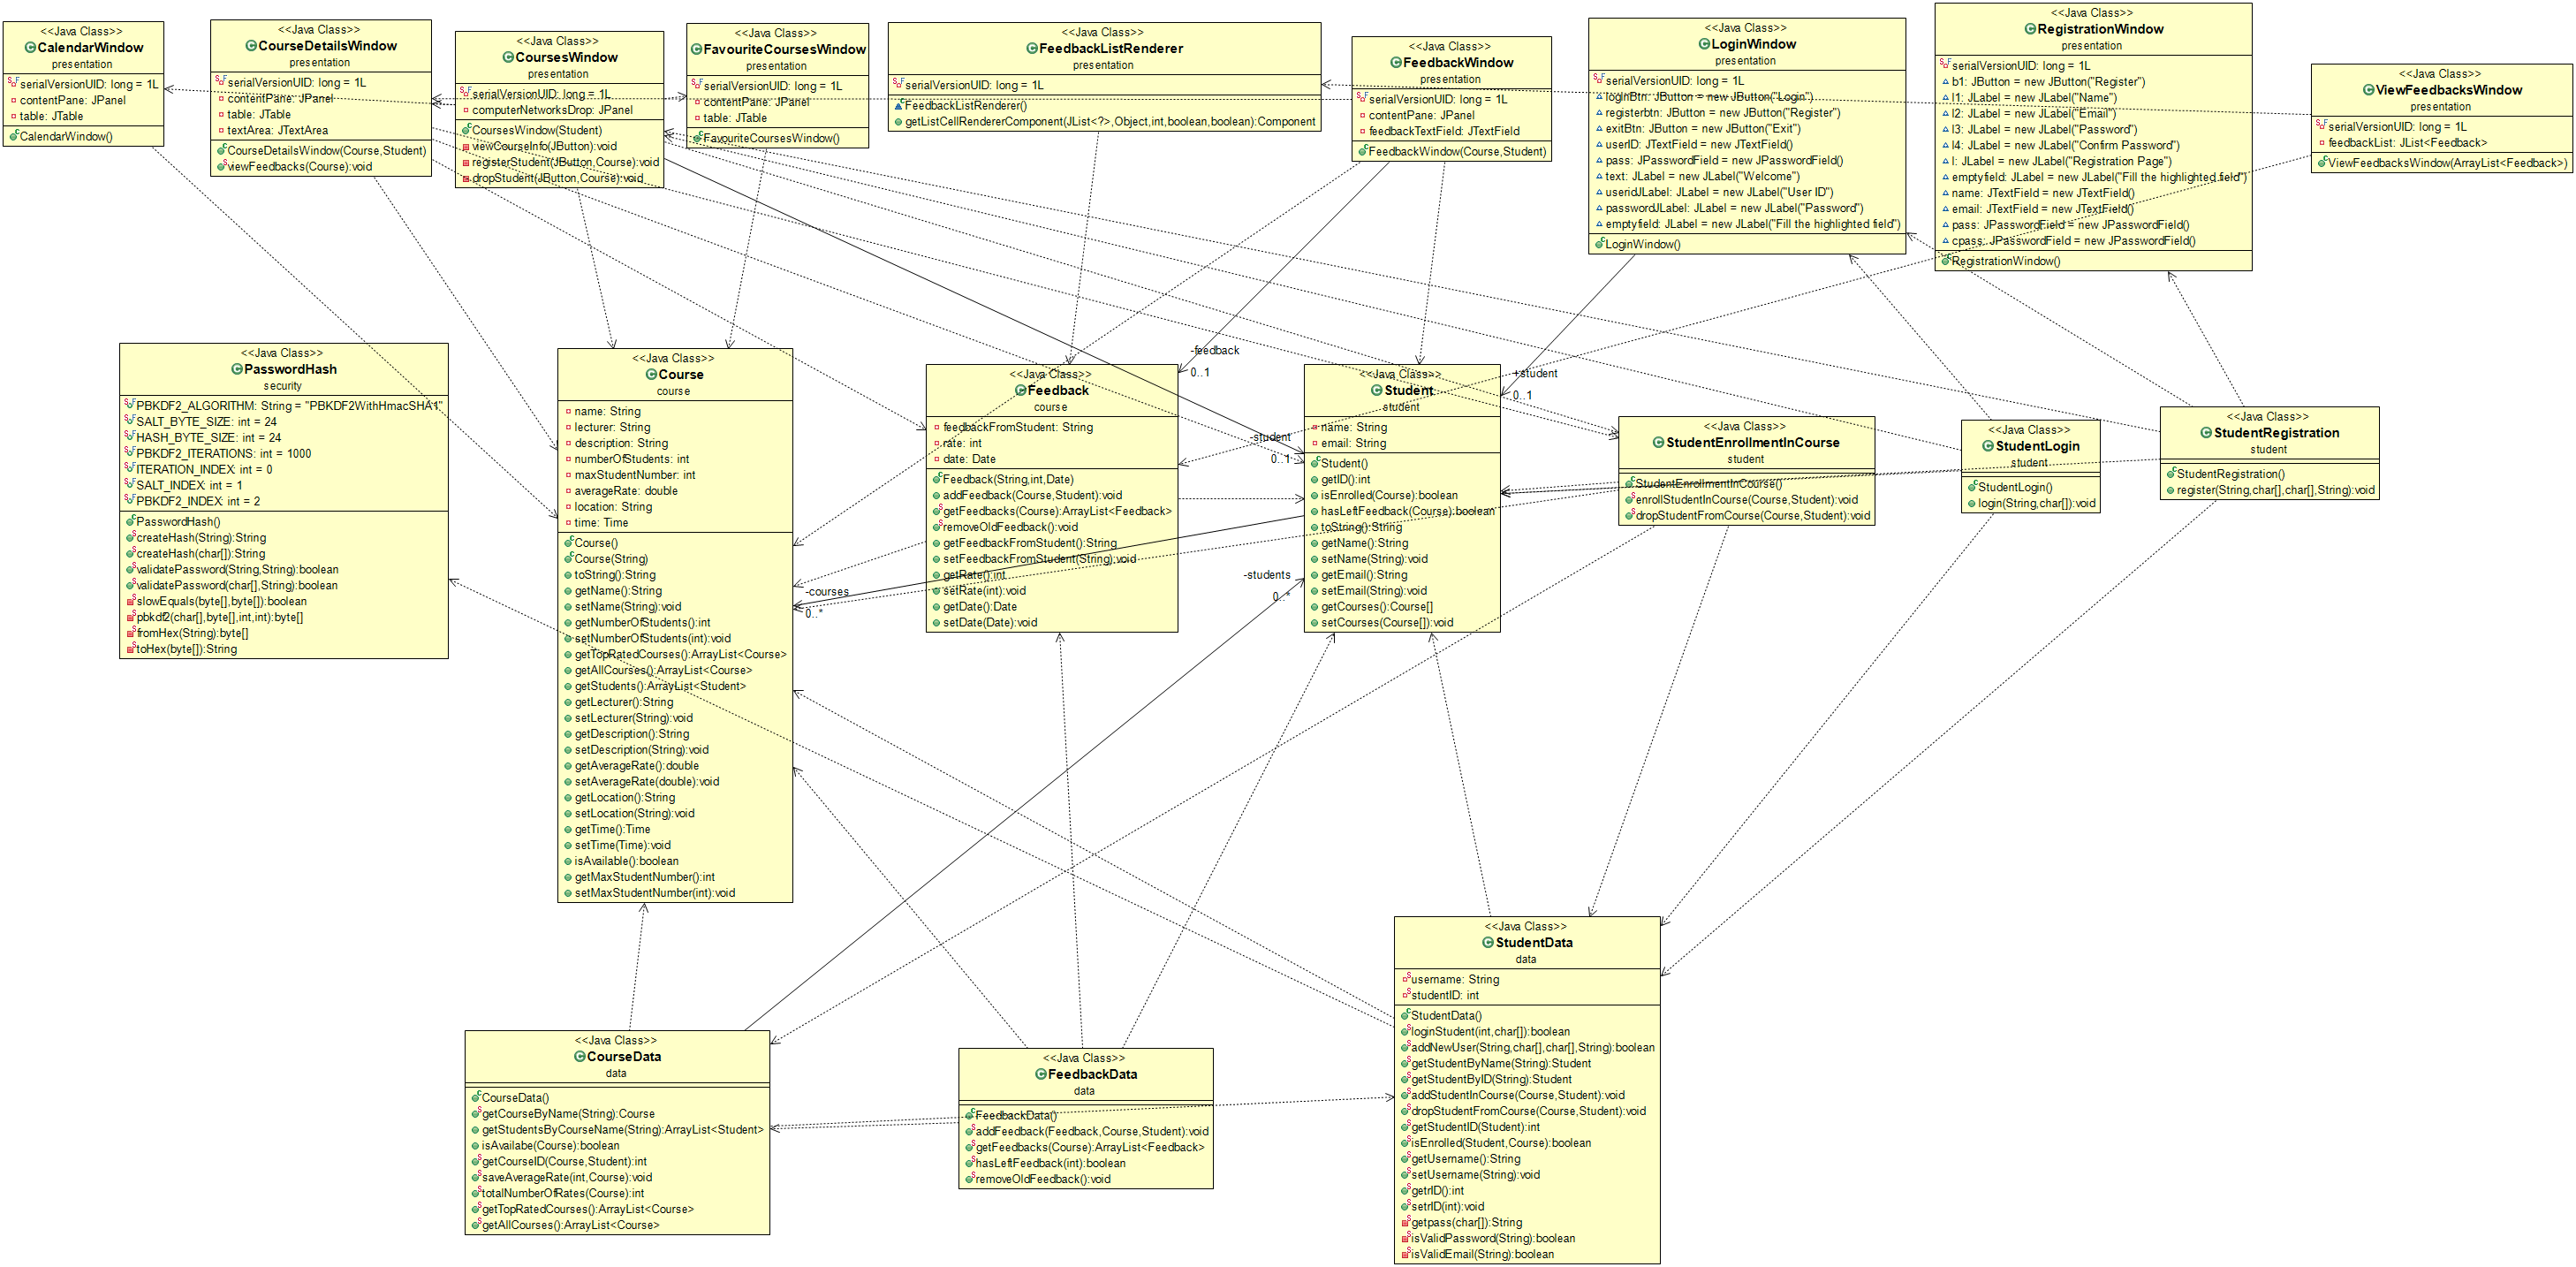 <<Java Class>>
CalendarWindow
presentation
serialVersionUID: long = 1L
contentPane: JPanel
table: JTable
CalendarWindow()
<<Java Class>>
CourseDetailsWindow
presentation
serialVersionUID: long = 1L
contentPane: JPanel
table: JTable
textArea: JTextArea
CourseDetailsWindow(Course,Student)
viewFeedbacks(Course):void
<<Java Class>>
CoursesWindow
presentation
serialVersionUID: long = 1L
computerNetworksDrop: JPanel
CoursesWindow(Student)
viewCourseInfo(JButton):void
registerStudent(JButton,Course):void
dropStudent(JButton,Course):void
<<Java Class>>
FavouriteCoursesWindow
presentation
serialVersionUID: long = 1L
contentPane: JPanel
table: JTable
FavouriteCoursesWindow()
<<Java Class>>
FeedbackListRenderer
presentation
serialVersionUID: long = 1L
FeedbackListRenderer()
getListCellRendererComponent(JList<?>,Object,int,boolean,boolean):Component
<<Java Class>>
FeedbackWindow
presentation
serialVersionUID: long = 1L
contentPane: JPanel
feedbackTextField: JTextField
FeedbackWindow(Course,Student)
<<Java Class>>
LoginWindow
presentation
serialVersionUID: long = 1L
loginBtn: JButton = new JButton("Login")
registerbtn: JButton = new JButton("Register")
exitBtn: JButton = new JButton("Exit")
userID: JTextField = new JTextField()
pass: JPasswordField = new JPasswordField()
text: JLabel = new JLabel("Welcome")
useridJLabel: JLabel = new JLabel("User ID")
passwordJLabel: JLabel = new JLabel("Password")
emptyfield: JLabel = new JLabel("Fill the highlighted field")
LoginWindow()
<<Java Class>>
RegistrationWindow
presentation
serialVersionUID: long = 1L
b1: JButton = new JButton("Register")
l1: JLabel = new JLabel("Name")
l2: JLabel = new JLabel("Email")
l3: JLabel = new JLabel("Password")
l4: JLabel = new JLabel("Confirm Password")
l: JLabel = new JLabel("Registration Page")
emptyfield: JLabel = new JLabel("Fill the highlighted field")
name: JTextField = new JTextField()
email: JTextField = new JTextField()
pass: JPasswordField = new JPasswordField()
cpass: JPasswordField = new JPasswordField()
RegistrationWindow()
<<Java Class>>
ViewFeedbacksWindow
presentation
serialVersionUID: long = 1L
feedbackList: JList<Feedback>
ViewFeedbacksWindow(ArrayList<Feedback>)
<<Java Class>>
PasswordHash
security
PBKDF2_ALGORITHM: String = "PBKDF2WithHmacSHA1"
SALT_BYTE_SIZE: int = 24
HASH_BYTE_SIZE: int = 24
PBKDF2_ITERATIONS: int = 1000
ITERATION_INDEX: int = 0
SALT_INDEX: int = 1
PBKDF2_INDEX: int = 2
PasswordHash()
createHash(String):String
createHash(char[]):String
validatePassword(String,String):boolean
validatePassword(char[],String):boolean
slowEquals(byte[],byte[]):boolean
pbkdf2(char[],byte[],int,int):byte[]
fromHex(String):byte[]
toHex(byte[]):String
<<Java Class>>
Course
course
name: String
lecturer: String
description: String
numberOfStudents: int
maxStudentNumber: int
averageRate: double
location: String
time: Time
Course()
Course(String)
toString():String
getName():String
setName(String):void
getNumberOfStudents():int
setNumberOfStudents(int):void
getTopRatedCourses():ArrayList<Course>
getAllCourses():ArrayList<Course>
getStudents():ArrayList<Student>
getLecturer():String
setLecturer(String):void
getDescription():String
setDescription(String):void
getAverageRate():double
setAverageRate(double):void
getLocation():String
setLocation(String):void
getTime():Time
setTime(Time):void
isAvailable():boolean
getMaxStudentNumber():int
setMaxStudentNumber(int):void
-courses
0..*
<<Java Class>>
Feedback
course
feedbackFromStudent: String
rate: int
date: Date
Feedback(String,int,Date)
addFeedback(Course,Student):void
getFeedbacks(Course):ArrayList<Feedback>
removeOldFeedback():void
getFeedbackFromStudent():String
setFeedbackFromStudent(String):void
getRate():int
setRate(int):void
getDate():Date
setDate(Date):void
-feedback
0..1
-student
0..1
-students
0..*
<<Java Class>>
Student
student
name: String
email: String
Student()
getID():int
isEnrolled(Course):boolean
hasLeftFeedback(Course):boolean
toString():String
getName():String
setName(String):void
getEmail():String
setEmail(String):void
getCourses():Course[]
setCourses(Course[]):void
+student
0..1
<<Java Class>>
StudentEnrollmentInCourse
student
StudentEnrollmentInCourse()
enrollStudentInCourse(Course,Student):void
dropStudentFromCourse(Course,Student):void
<<Java Class>>
StudentLogin
student
StudentLogin()
login(String,char[]):void
<<Java Class>>
StudentRegistration
student
StudentRegistration()
register(String,char[],char[],String):void
<<Java Class>>
CourseData
data
CourseData()
getCourseByName(String):Course
getStudentsByCourseName(String):ArrayList<Student>
isAvailabe(Course):boolean
getCourseID(Course,Student):int
saveAverageRate(int,Course):void
totalNumberOfRates(Course):int
getTopRatedCourses():ArrayList<Course>
getAllCourses():ArrayList<Course>
<<Java Class>>
FeedbackData
data
FeedbackData()
addFeedback(Feedback,Course,Student):void
getFeedbacks(Course):ArrayList<Feedback>
hasLeftFeedback(int):boolean
removeOldFeedback():void
<<Java Class>>
StudentData
data
username: String
studentID: int
StudentData()
loginStudent(int,char[]):boolean
addNewUser(String,char[],char[],String):boolean
getStudentByName(String):Student
getStudentByID(String):Student
addStudentInCourse(Course,Student):void
dropStudentFromCourse(Course,Student):void
getStudentID(Student):int
isEnrolled(Student,Course):boolean
getUsername():String
setUsername(String):void
getrID():int
setrID(int):void
getpass(char[]):String
isValidPassword(String):boolean
isValidEmail(String):boolean